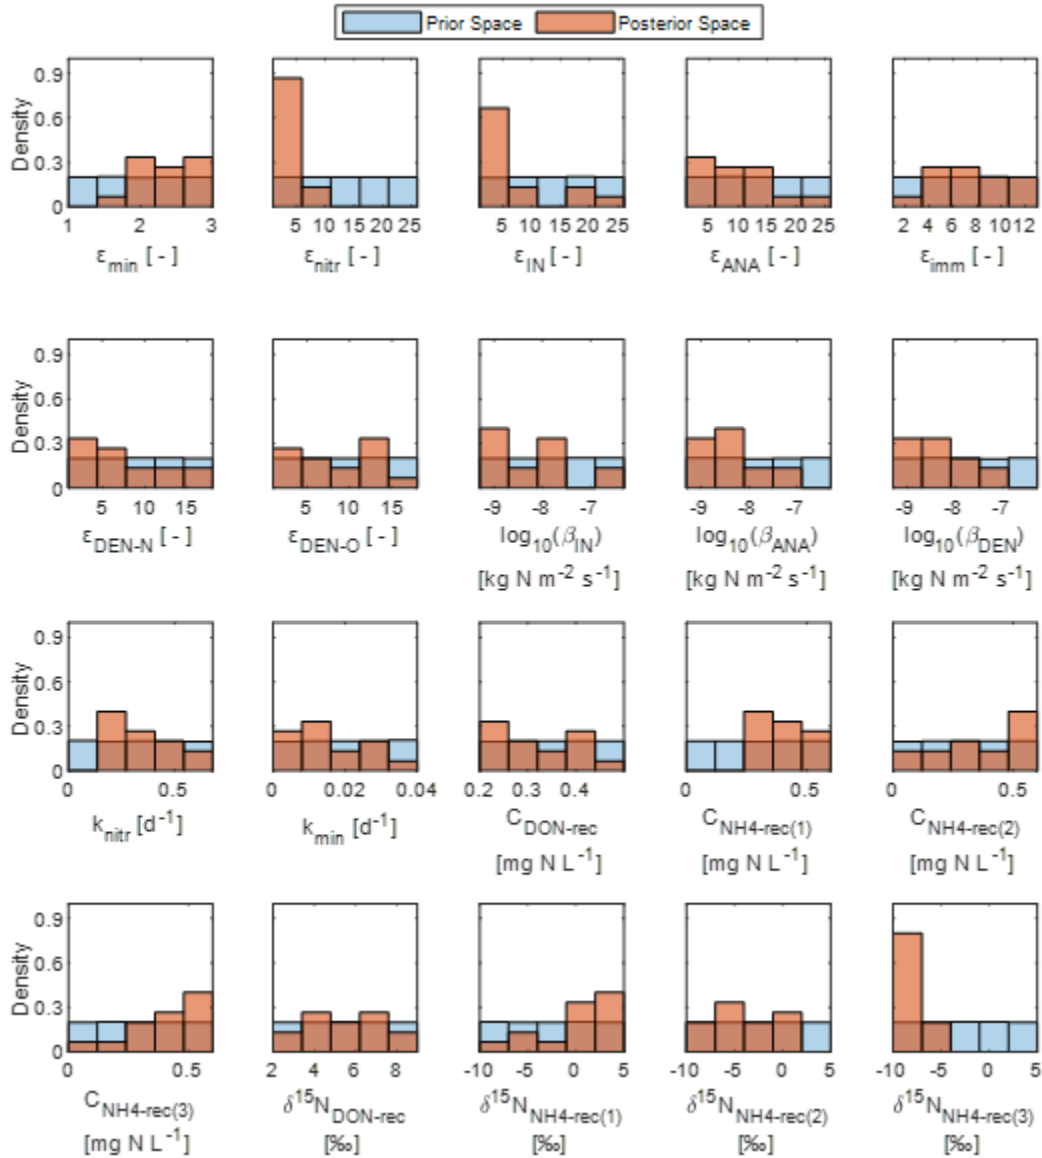 Prior Space Posterior Space
Density
0.9
0.6
0.3
0
1 2 3
5 10 15 20 25
5 10 15 20 25
5 10 15 20 25
2 4 6 8 10 12
ε_min [ - ]
ε_nitr [ - ]
ε_IN [ - ]
ε_ANA [ - ]
ε_imm [ - ]
Density
0.9
0.6
0.3
0
5 10 15
5 10 15
-9 -8 -7
-9 -8 -7
-9 -8 -7
ε_DEN-N [ - ]
ε_DEN-O [ - ]
log₁₀(β_IN)
[kg N m⁻² s⁻¹]
log₁₀(β_ANA)
[kg N m⁻² s⁻¹]
log₁₀(β_DEN)
[kg N m⁻² s⁻¹]
Density
0.9
0.6
0.3
0
0 0.5
0 0.02 0.04
0.2 0.3 0.4
0 0.5
0 0.5
k_nitr [d⁻¹]
k_min [d⁻¹]
C_DON-rec
[mg N L⁻¹]
C_NH4-rec(1)
[mg N L⁻¹]
C_NH4-rec(2)
[mg N L⁻¹]
Density
0.9
0.6
0.3
0
0 0.5
2 4 6 8
-10 -5 0 5
-10 -5 0 5
-10 -5 0 5
C_NH4-rec(3)
[mg N L⁻¹]
δ¹⁵N_DON-rec
[‰]
δ¹⁵N_NH4-rec(1)
[‰]
δ¹⁵N_NH4-rec(2)
[‰]
δ¹⁵N_NH4-rec(3)
[‰]